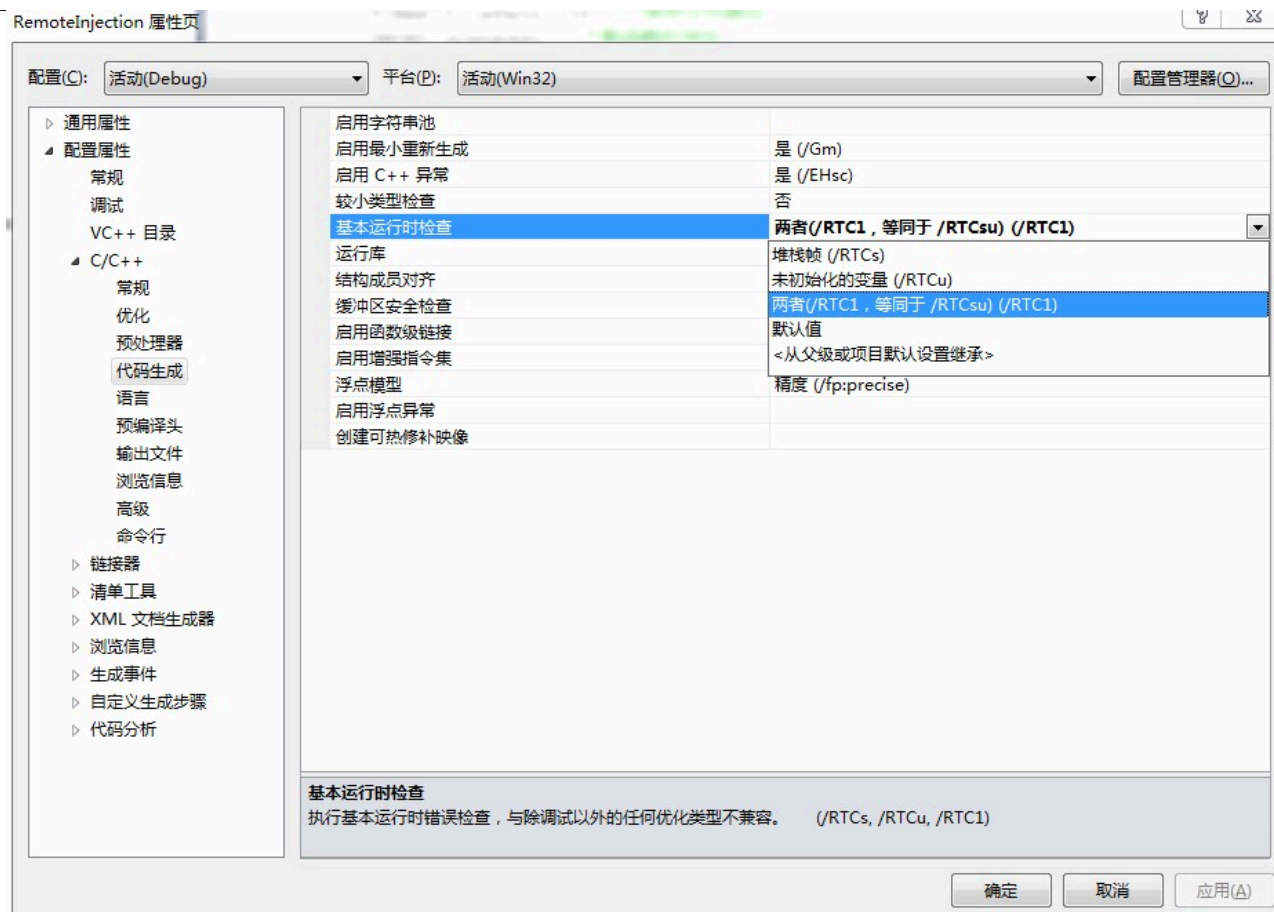 RemoteInjection 属性页
配置(C): 活动(Debug) 平台(P): 活动(Win32) 配置管理器(O)...
通用属性
配置属性
常规
调试
VC++ 目录
C/C++
常规
优化
预处理器
代码生成
语言
预编译头
输出文件
浏览信息
高级
命令行
链接器
清单工具
XML 文档生成器
浏览信息
生成事件
自定义生成步骤
代码分析
启用字符串池
启用最小重新生成 是 (/Gm)
启用 C++ 异常 是 (/EHsc)
较小类型检查 否
基本运行时检查 两者(/RTC1，等同于 /RTCsu) (/RTC1)
运行库
结构成员对齐
缓冲区安全检查
启用函数级链接
启用增强指令集
浮点模型 精度 (/fp:precise)
启用浮点异常
创建可热修补映像
堆栈帧 (/RTCs)
未初始化的变量 (/RTCu)
两者(/RTC1，等同于 /RTCsu) (/RTC1)
默认值
<从父级或项目默认设置继承>
基本运行时检查
执行基本运行时错误检查，与除调试以外的任何优化类型不兼容。 (/RTCs, /RTCu, /RTC1)
确定 取消 应用(A)